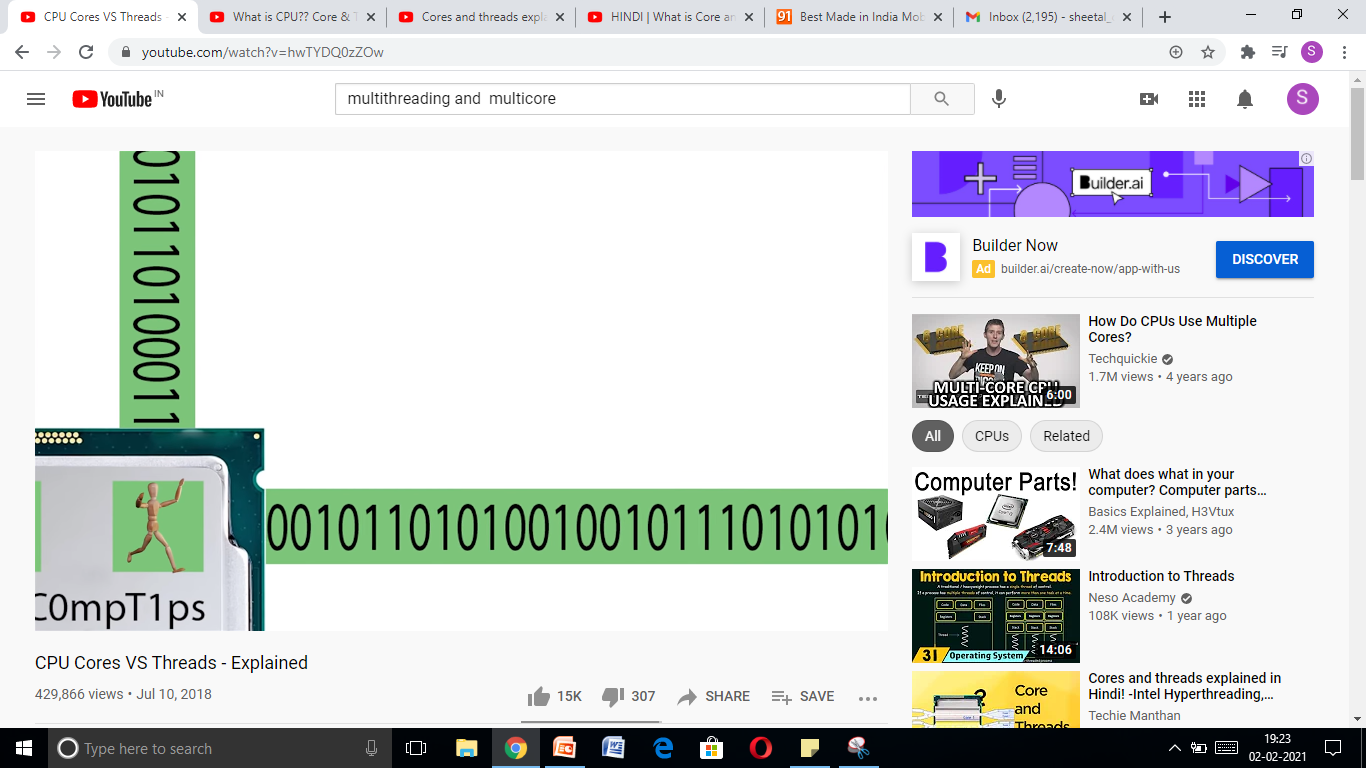 CPU Cores VS Threads -
What is CPU?? Core & T
Cores and threads expla
HINDI | What is Core an
91
Best Made in India Mob
Inbox (2,195) - sheetal_
youtube.com/watch?v=hwTYDQ0zZOw
S
YouTube IN
multithreading and  multicore
S
010110100011
0010110101001001011101010
C0mpT1ps
CPU Cores VS Threads - Explained
429,866 views • Jul 10, 2018
15K
307
SHARE
SAVE
Builder.ai
Builder Now
Ad builder.ai/create-now/app-with-us
DISCOVER
KEEP ON
MULTI-CORE CPU
USAGE EXPLAINED
6:00
How Do CPUs Use Multiple
Cores?
Techquickie
1.7M views • 4 years ago
All
CPUs
Related
Computer Parts!
7:48
What does what in your
computer? Computer parts...
Basics Explained, H3Vtux
2.4M views • 3 years ago
Introduction to Threads
31 Operating System
14:06
Introduction to Threads
Neso Academy
108K views • 1 year ago
Core
and
Threads
Cores and threads explained in
Hindi! -Intel Hyperthreading,...
Techie Manthan
Type here to search
19:23
02-02-2021